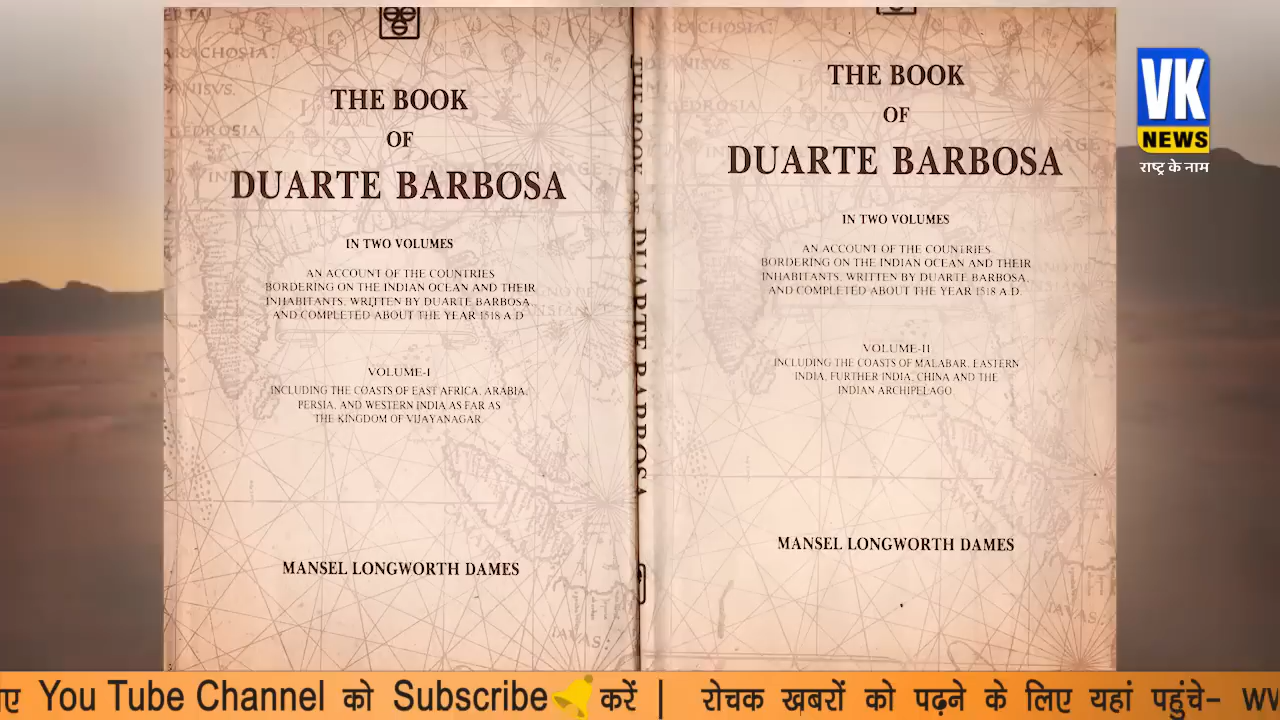 THE BOOK
OF
DUARTE BARBOSA
IN TWO VOLUMES
AN ACCOUNT OF THE COUNTRIES
BORDERING ON THE INDIAN OCEAN AND THEIR
INHABITANTS, WRITTEN BY DUARTE BARBOSA,
AND COMPLETED ABOUT THE YEAR 1518 A.D
VOLUME-I
INCLUDING THE COASTS OF EAST AFRICA, ARABIA,
PERSIA, AND WESTERN INDIA AS FAR AS
THE KINGDOM OF VIJAYANAGAR
MANSEL LONGWORTH DAMES
ARACHOSIA:
GEDROSIA
IAVAS:
THE BOOK OF DUARTE BARBOSA
THE BOOK
OF
DUARTE BARBOSA
IN TWO VOLUMES
AN ACCOUNT OF THE COUNTRIES
BORDERING ON THE INDIAN OCEAN AND THEIR
INHABITANTS, WRITTEN BY DUARTE BARBOSA,
AND COMPLETED ABOUT THE YEAR 1518 A.D.
VOLUME-II
INCLUDING THE COASTS OF MALABAR, EASTERN
INDIA, FURTHER INDIA, CHINA AND THE
INDIAN ARCHIPELAGO
MANSEL LONGWORTH DAMES
VK
NEWS
राष्ट्र के नाम
You Tube Channel को Subscribe करें | रोचक खबरों को पढ़ने के लिए यहां पहुंचे-